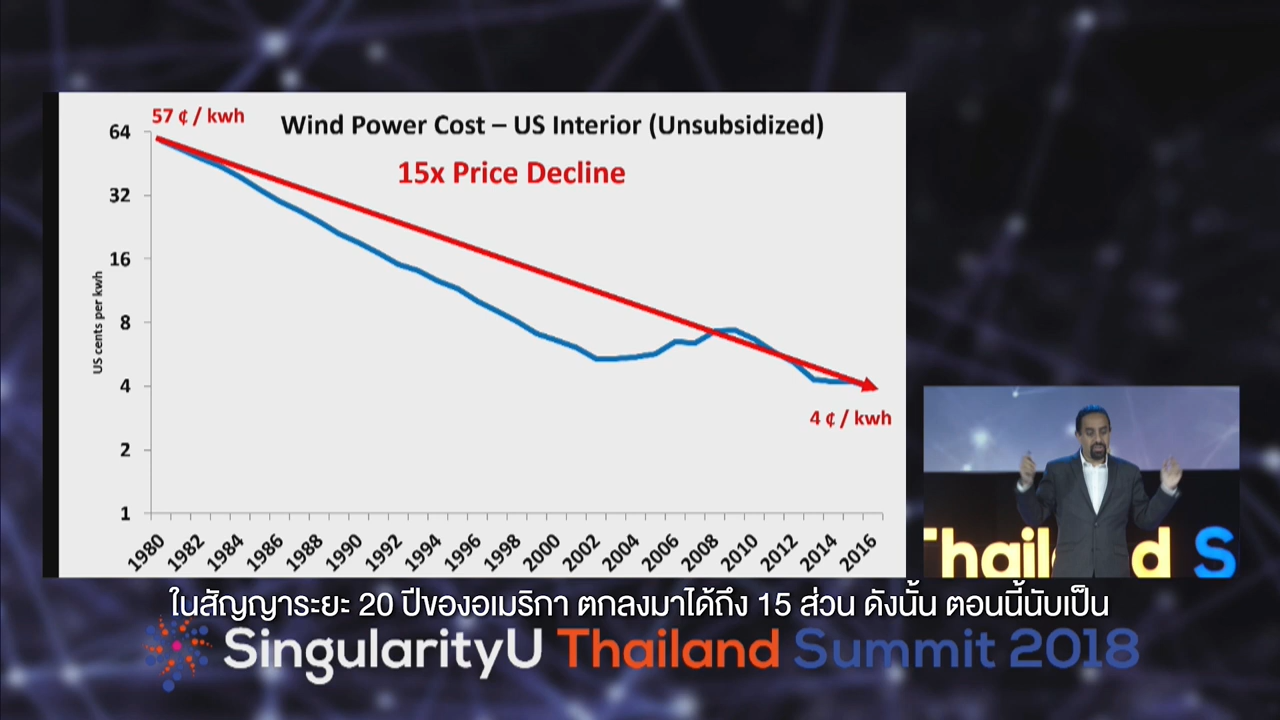 57 ¢ / kwh
Wind Power Cost – US Interior (Unsubsidized)
15x Price Decline
64
32
16
8
4
2
1
US cents per kwh
4 ¢ / kwh
1980 1982 1984 1986 1988 1990 1992 1994 1996 1998 2000 2002 2004 2006 2008 2010 2012 2014 2016
Thailand S
ในสัญญาระยะ 20 ปีของอเมริกา ตกลงมาได้ถึง 15 ส่วน ดังนั้น ตอนนี้นับเป็น
SingularityU Thailand Summit 2018